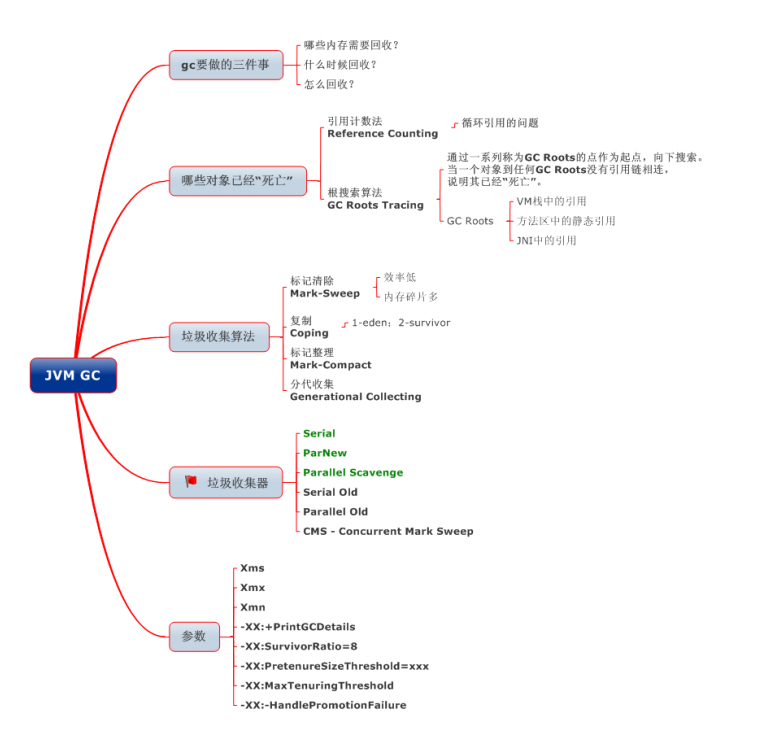 JVM GC
gc要做的三件事
哪些内存需要回收？
什么时候回收？
怎么回收？
哪些对象已经“死亡”
引用计数法
Reference Counting
循环引用的问题
根搜索算法
GC Roots Tracing
通过一系列称为GC Roots的点作为起点，向下搜索。
当一个对象到任何GC Roots没有引用链相连，
说明其已经“死亡”。
GC Roots
VM栈中的引用
方法区中的静态引用
JNI中的引用
垃圾收集算法
标记清除
Mark-Sweep
效率低
内存碎片多
复制
Coping
1-eden；2-survivor
标记整理
Mark-Compact
分代收集
Generational Collecting
垃圾收集器
Serial
ParNew
Parallel Scavenge
Serial Old
Parallel Old
CMS - Concurrent Mark Sweep
参数
Xms
Xmx
Xmn
-XX:+PrintGCDetails
-XX:SurvivorRatio=8
-XX:PretenureSizeThreshold=xxx
-XX:MaxTenuringThreshold
-XX:-HandlePromotionFailure